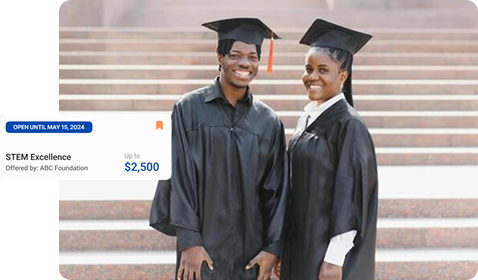 OPEN UNTIL MAY 15, 2024
STEM Excellence
Offered by: ABC Foundation
Up to
$2,500